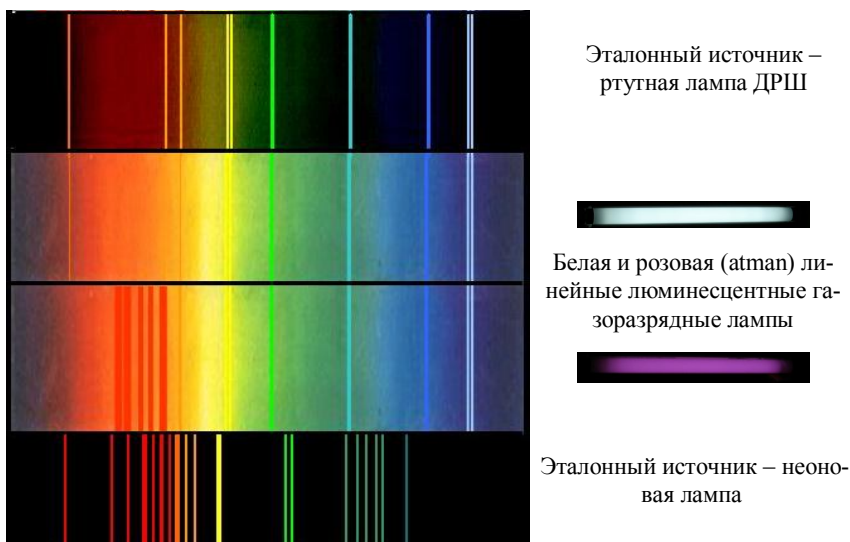 Эталонный источник –
ртутная лампа ДРШ
Белая и розовая (atman) ли-
нейные люминесцентные га-
зоразрядные лампы
Эталонный источник – неоно-
вая лампа